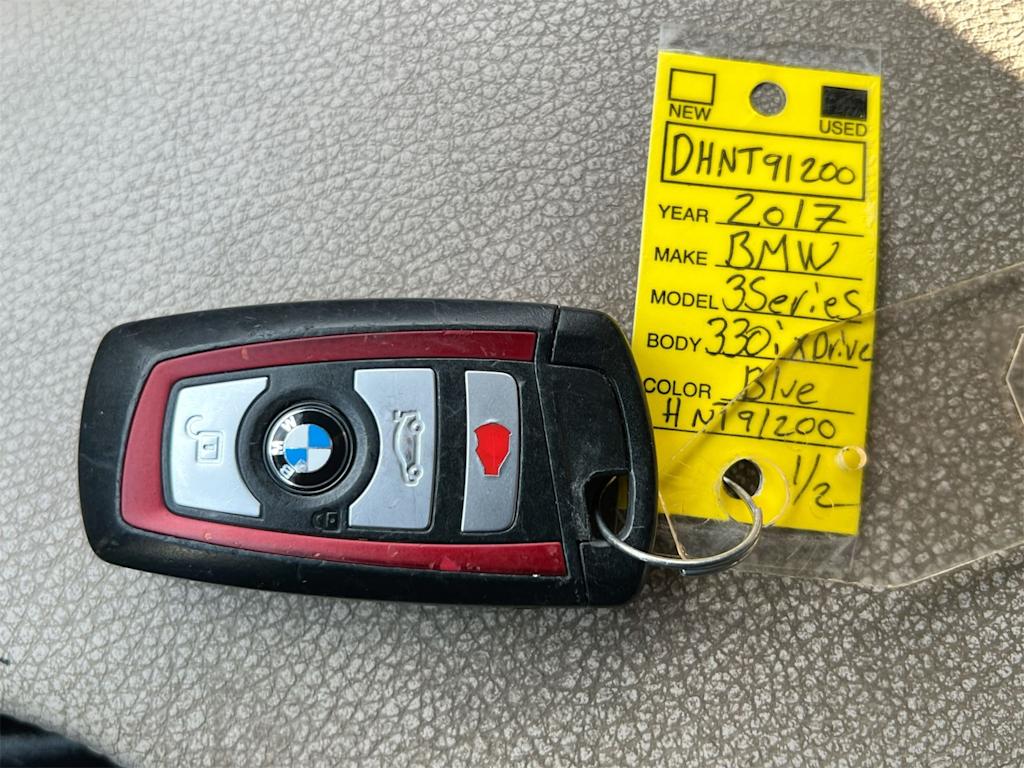 BMW
NEW USED
DHNT91200
YEAR 2017
MAKE BMW
MODEL 3Series
BODY 330i xDrive
COLOR Blue
HNT91200
1/2